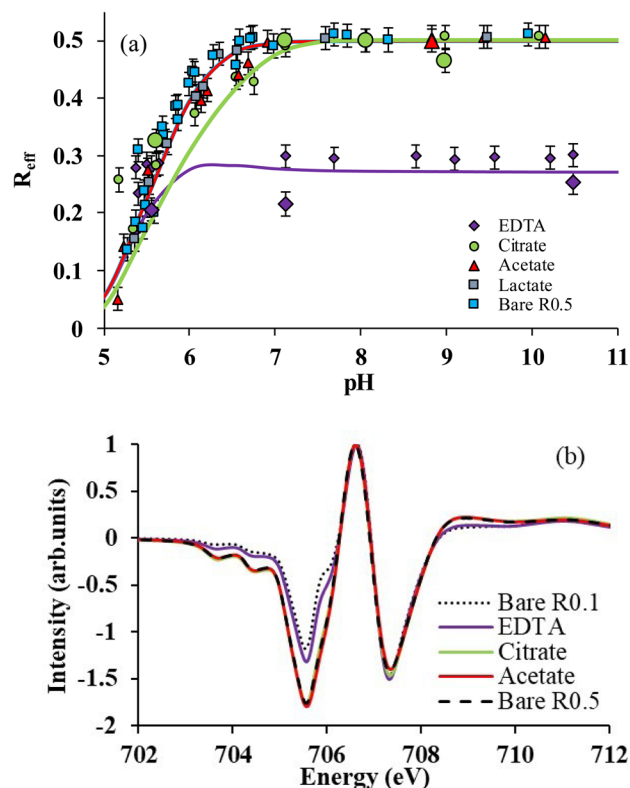 (a)
R_eff
0.5
0.4
0.3
0.2
0.1
0
5 6 7 8 9 10 11
pH
EDTA
Citrate
Acetate
Lactate
Bare R0.5
(b)
Intensity (arb.units)
1
0.5
0
-0.5
-1
-1.5
-2
702 704 706 708 710 712
Energy (eV)
Bare R0.1
EDTA
Citrate
Acetate
Bare R0.5